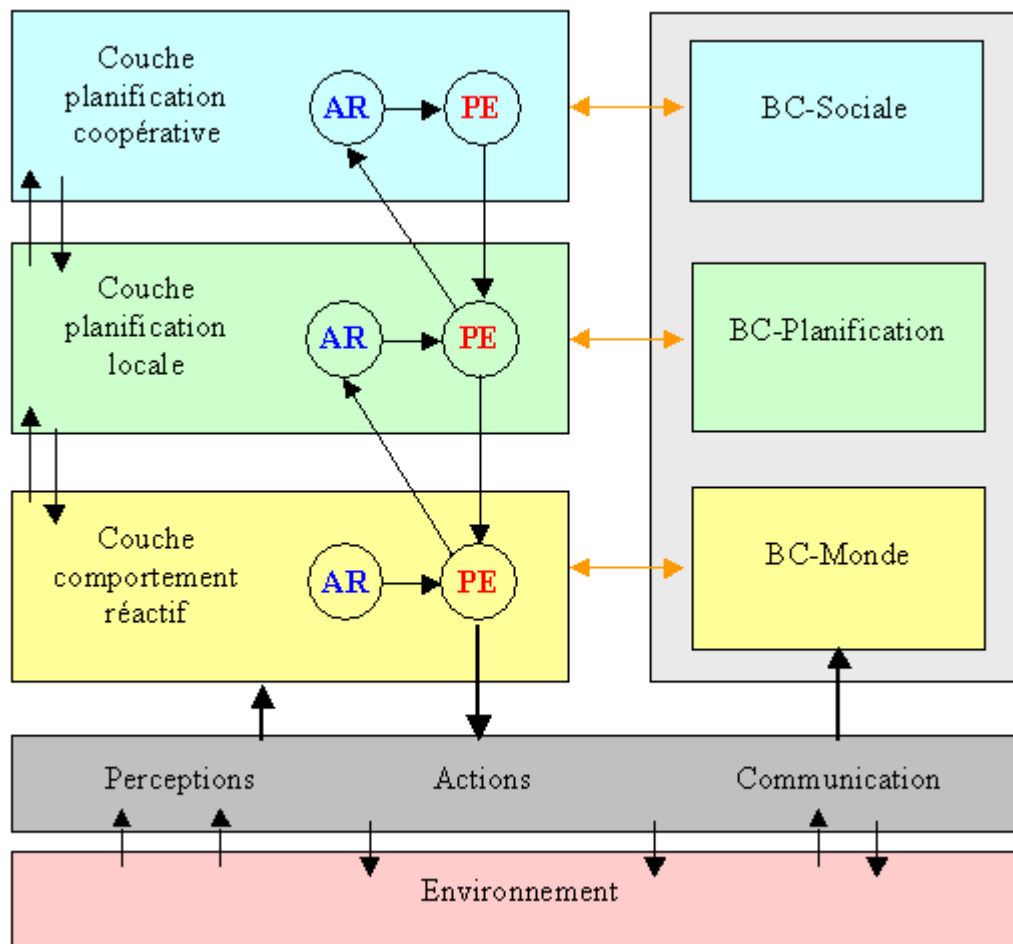 Couche
planification
coopérative
AR
PE
BC-Sociale
Couche
planification
locale
AR
PE
BC-Planification
Couche
comportement
réactif
AR
PE
BC-Monde
Perceptions
Actions
Communication
Environnement